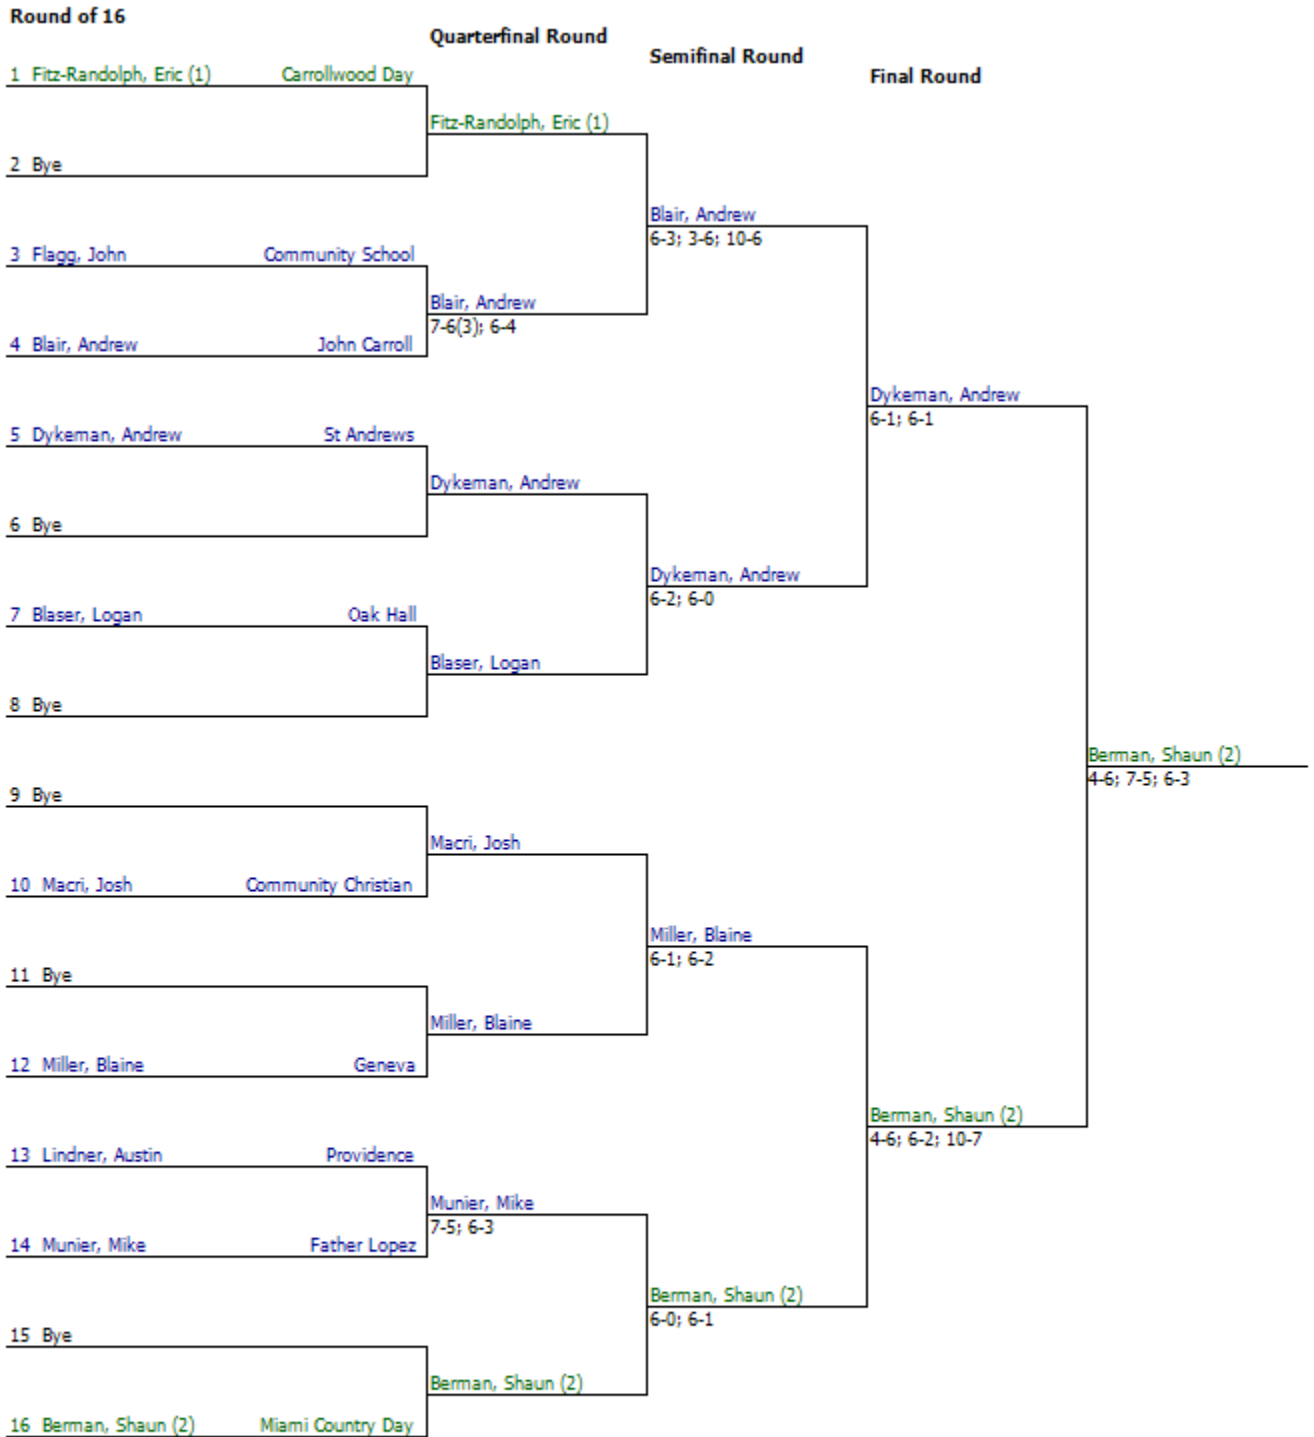 Round of 16
Quarterfinal Round
Semifinal Round
Final Round
1 Fitz-Randolph, Eric (1) Carrollwood Day
Fitz-Randolph, Eric (1)
2 Bye
Blair, Andrew
6-3; 3-6; 10-6
3 Flagg, John Community School
Blair, Andrew
7-6(3); 6-4
4 Blair, Andrew John Carroll
Dykeman, Andrew
6-1; 6-1
5 Dykeman, Andrew St Andrews
Dykeman, Andrew
6 Bye
Dykeman, Andrew
6-2; 6-0
7 Blaser, Logan Oak Hall
Blaser, Logan
8 Bye
Berman, Shaun (2)
4-6; 7-5; 6-3
9 Bye
Macri, Josh
10 Macri, Josh Community Christian
Miller, Blaine
6-1; 6-2
11 Bye
Miller, Blaine
12 Miller, Blaine Geneva
Berman, Shaun (2)
4-6; 6-2; 10-7
13 Lindner, Austin Providence
Munier, Mike
7-5; 6-3
14 Munier, Mike Father Lopez
Berman, Shaun (2)
6-0; 6-1
15 Bye
Berman, Shaun (2)
16 Berman, Shaun (2) Miami Country Day